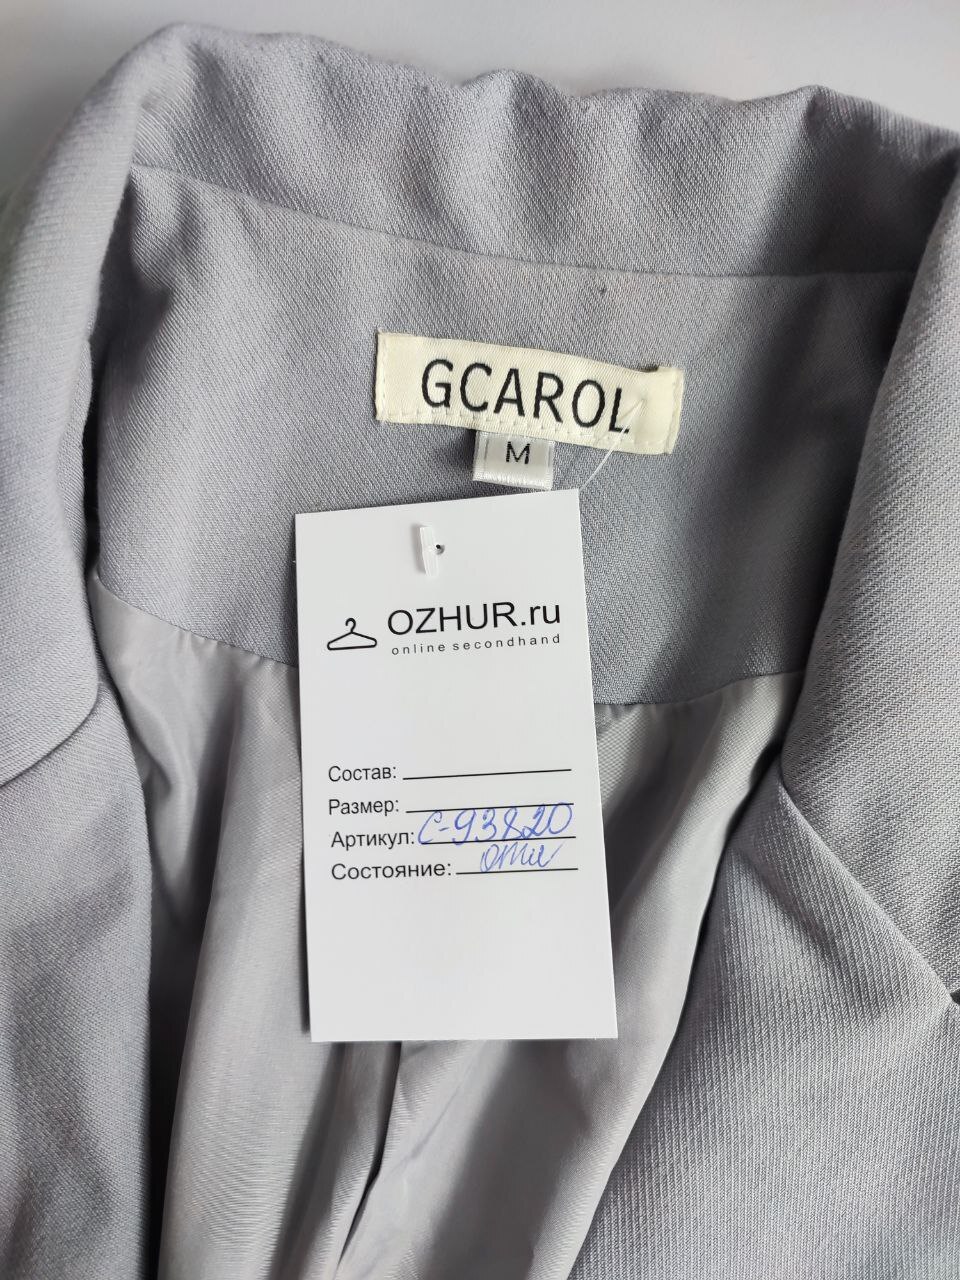 GCAROL
M
OZHUR.ru
online secondhand
Состав:
Размер:
Артикул: С-93820
Состояние: отл